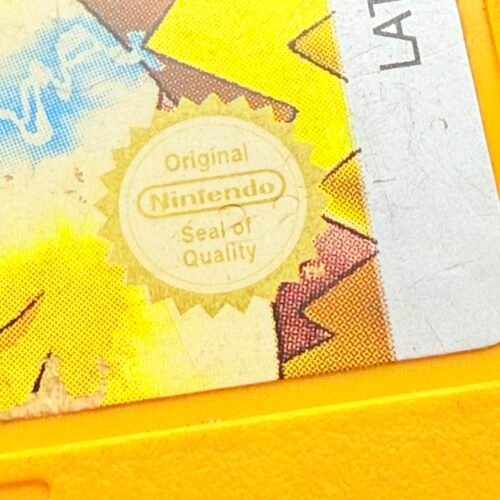 Original
Nintendo
Seal of
Quality
LAT